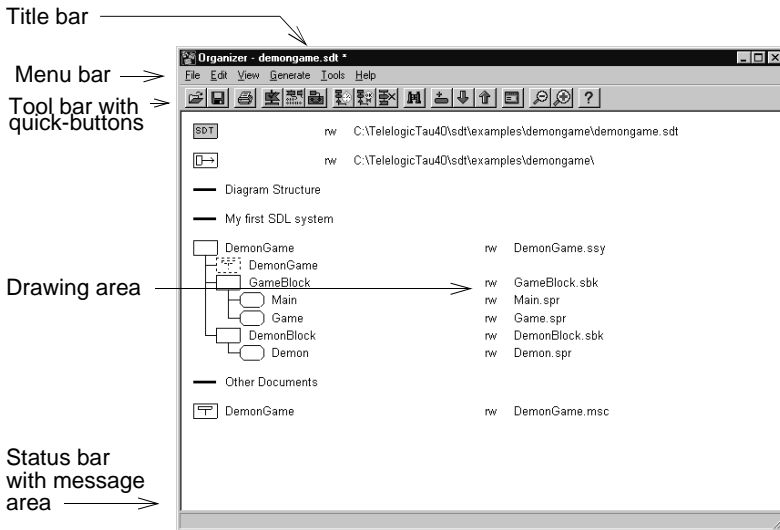 Title bar
Organizer - demongame.sdt *
Menu bar
File Edit View Generate Tools Help
Tool bar with
quick-buttons
?
SDT rw C:\TelelogicTau40\sdt\examples\demongame\demongame.sdt
rw C:\TelelogicTau40\sdt\examples\demongame\
Diagram Structure
My first SDL system
DemonGame rw DemonGame.ssy
DemonGame
GameBlock rw GameBlock.sbk
Drawing area
Main rw Main.spr
Game rw Game.spr
DemonBlock rw DemonBlock.sbk
Demon rw Demon.spr
Other Documents
DemonGame rw DemonGame.msc
Status bar
with message
area